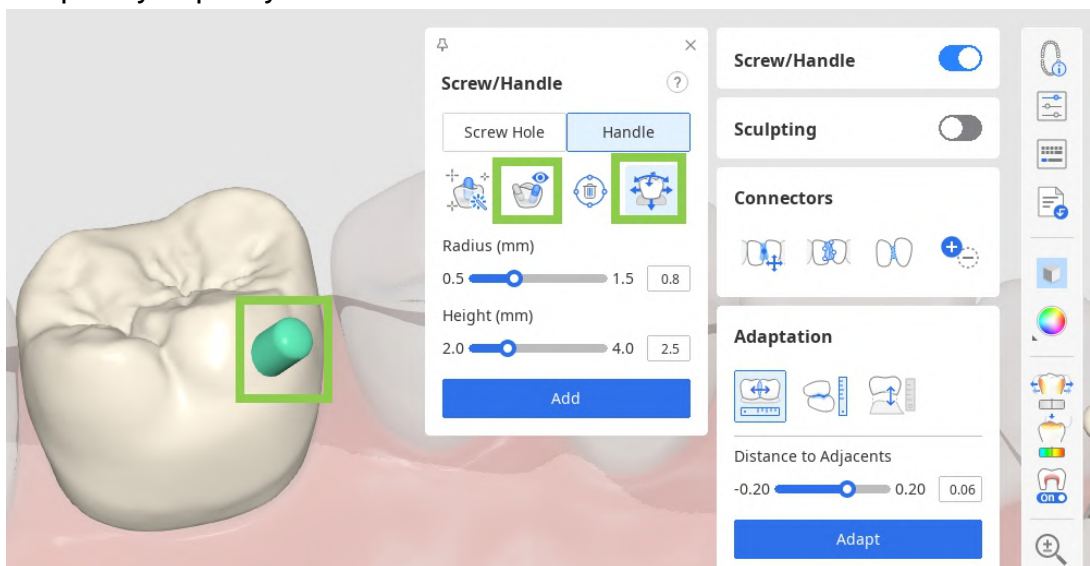 Screw/Handle
?
Screw Hole
Handle
Radius (mm)
0.5
1.5
0.8
Height (mm)
2.0
4.0
2.5
Add
Screw/Handle
Sculpting
Connectors
Adaptation
Distance to Adjacents
-0.20
0.20
0.06
Adapt
On